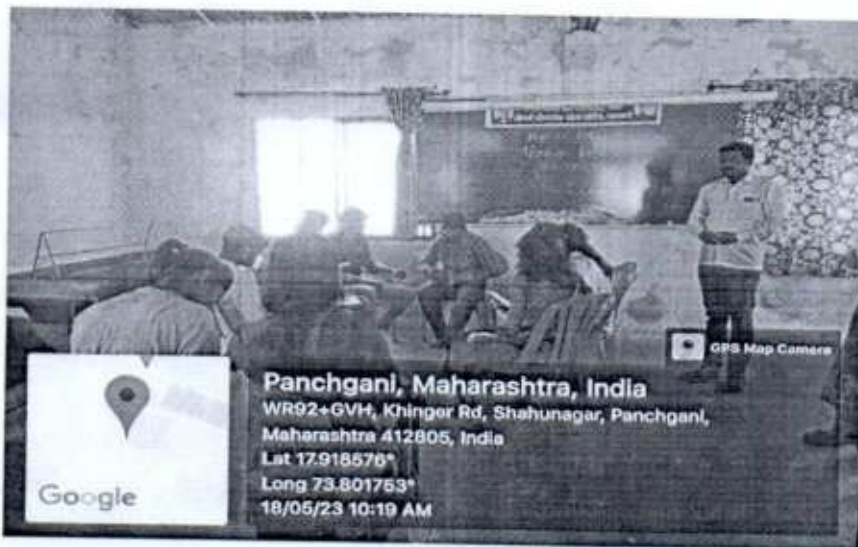 GPS Map Camera
Panchgani, Maharashtra, India
WR92+GVH, Khinger Rd, Shahunagar, Panchgani,
Maharashtra 412805, India
Lat 17.918576°
Long 73.801753°
18/05/23 10:19 AM
Google